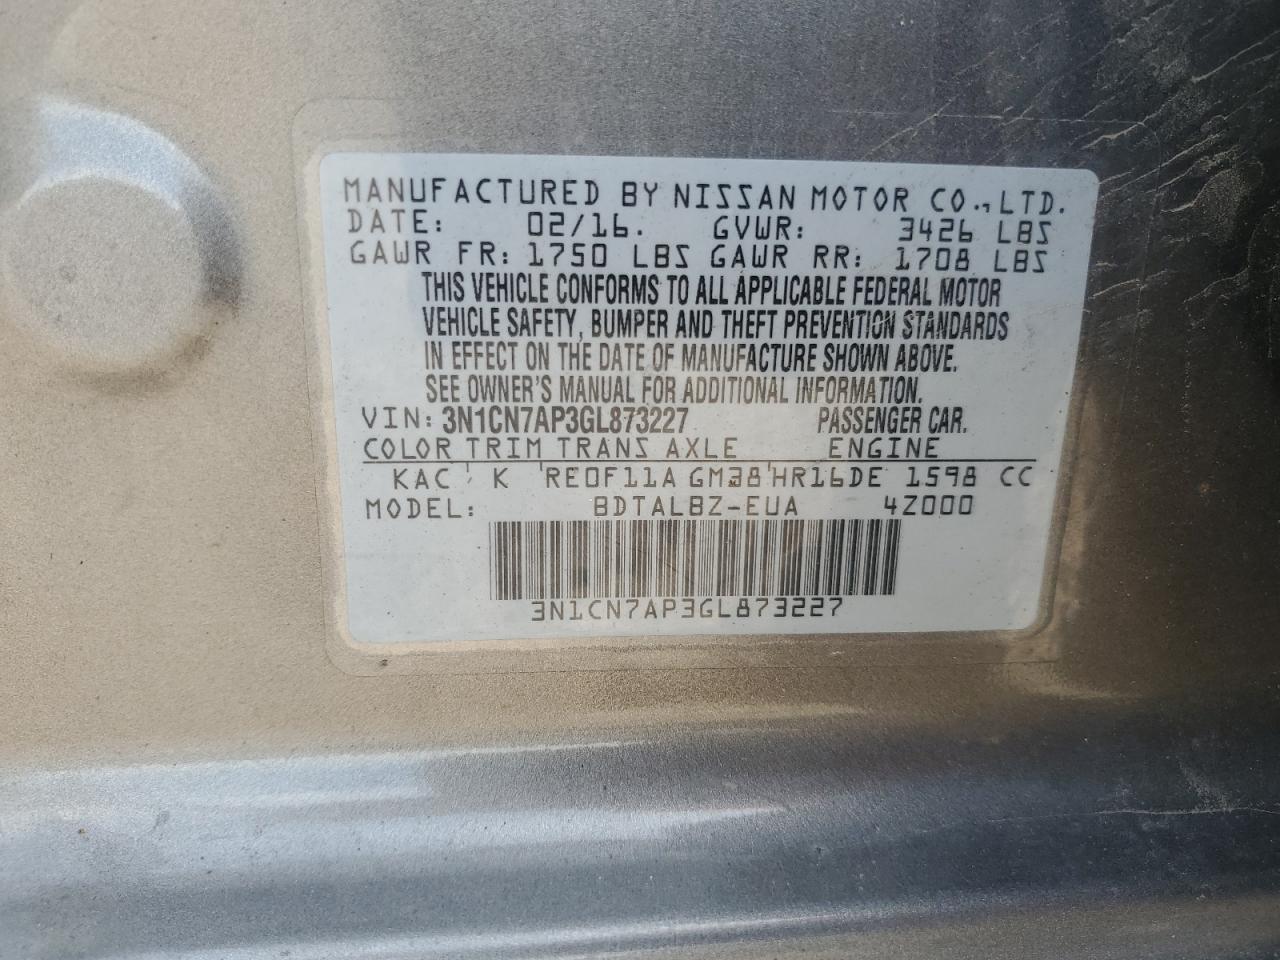 MANUFACTURED BY NISSAN MOTOR CO., LTD.
DATE: 02/16. GVWR: 3426 LBS
GAWR FR: 1750 LBS GAWR RR: 1708 LBS
THIS VEHICLE CONFORMS TO ALL APPLICABLE FEDERAL MOTOR
VEHICLE SAFETY, BUMPER AND THEFT PREVENTION STANDARDS
IN EFFECT ON THE DATE OF MANUFACTURE SHOWN ABOVE.
SEE OWNER'S MANUAL FOR ADDITIONAL INFORMATION.
VIN: 3N1CN7AP3GL873227 PASSENGER CAR.
COLOR TRIM TRANS AXLE ENGINE
KAC K RE0F11A GM38 HR16DE 1598 CC
MODEL: BDTALBZ-EUA 4Z000
3N1CN7AP3GL873227